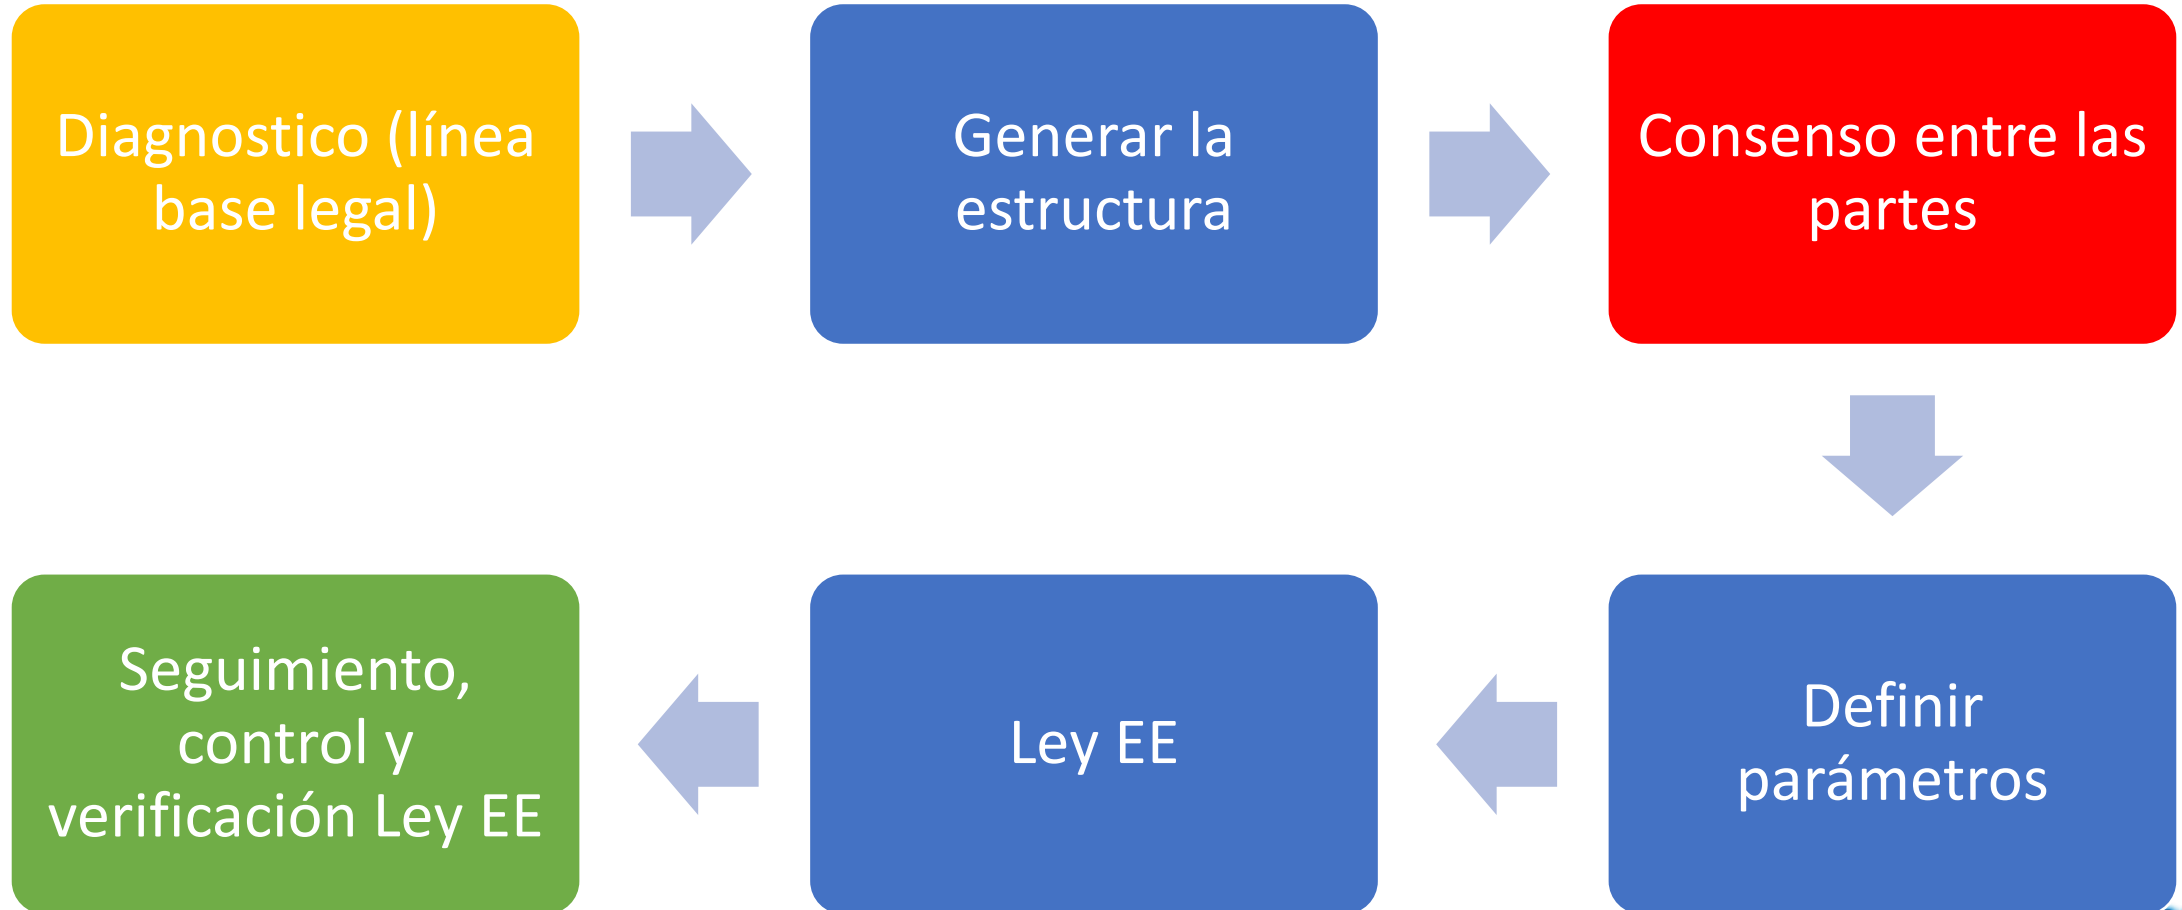 Diagnostico (línea
base legal)
Generar la
estructura
Consenso entre las
partes
Definir
parámetros
Ley EE
Seguimiento,
control y
verificación Ley EE